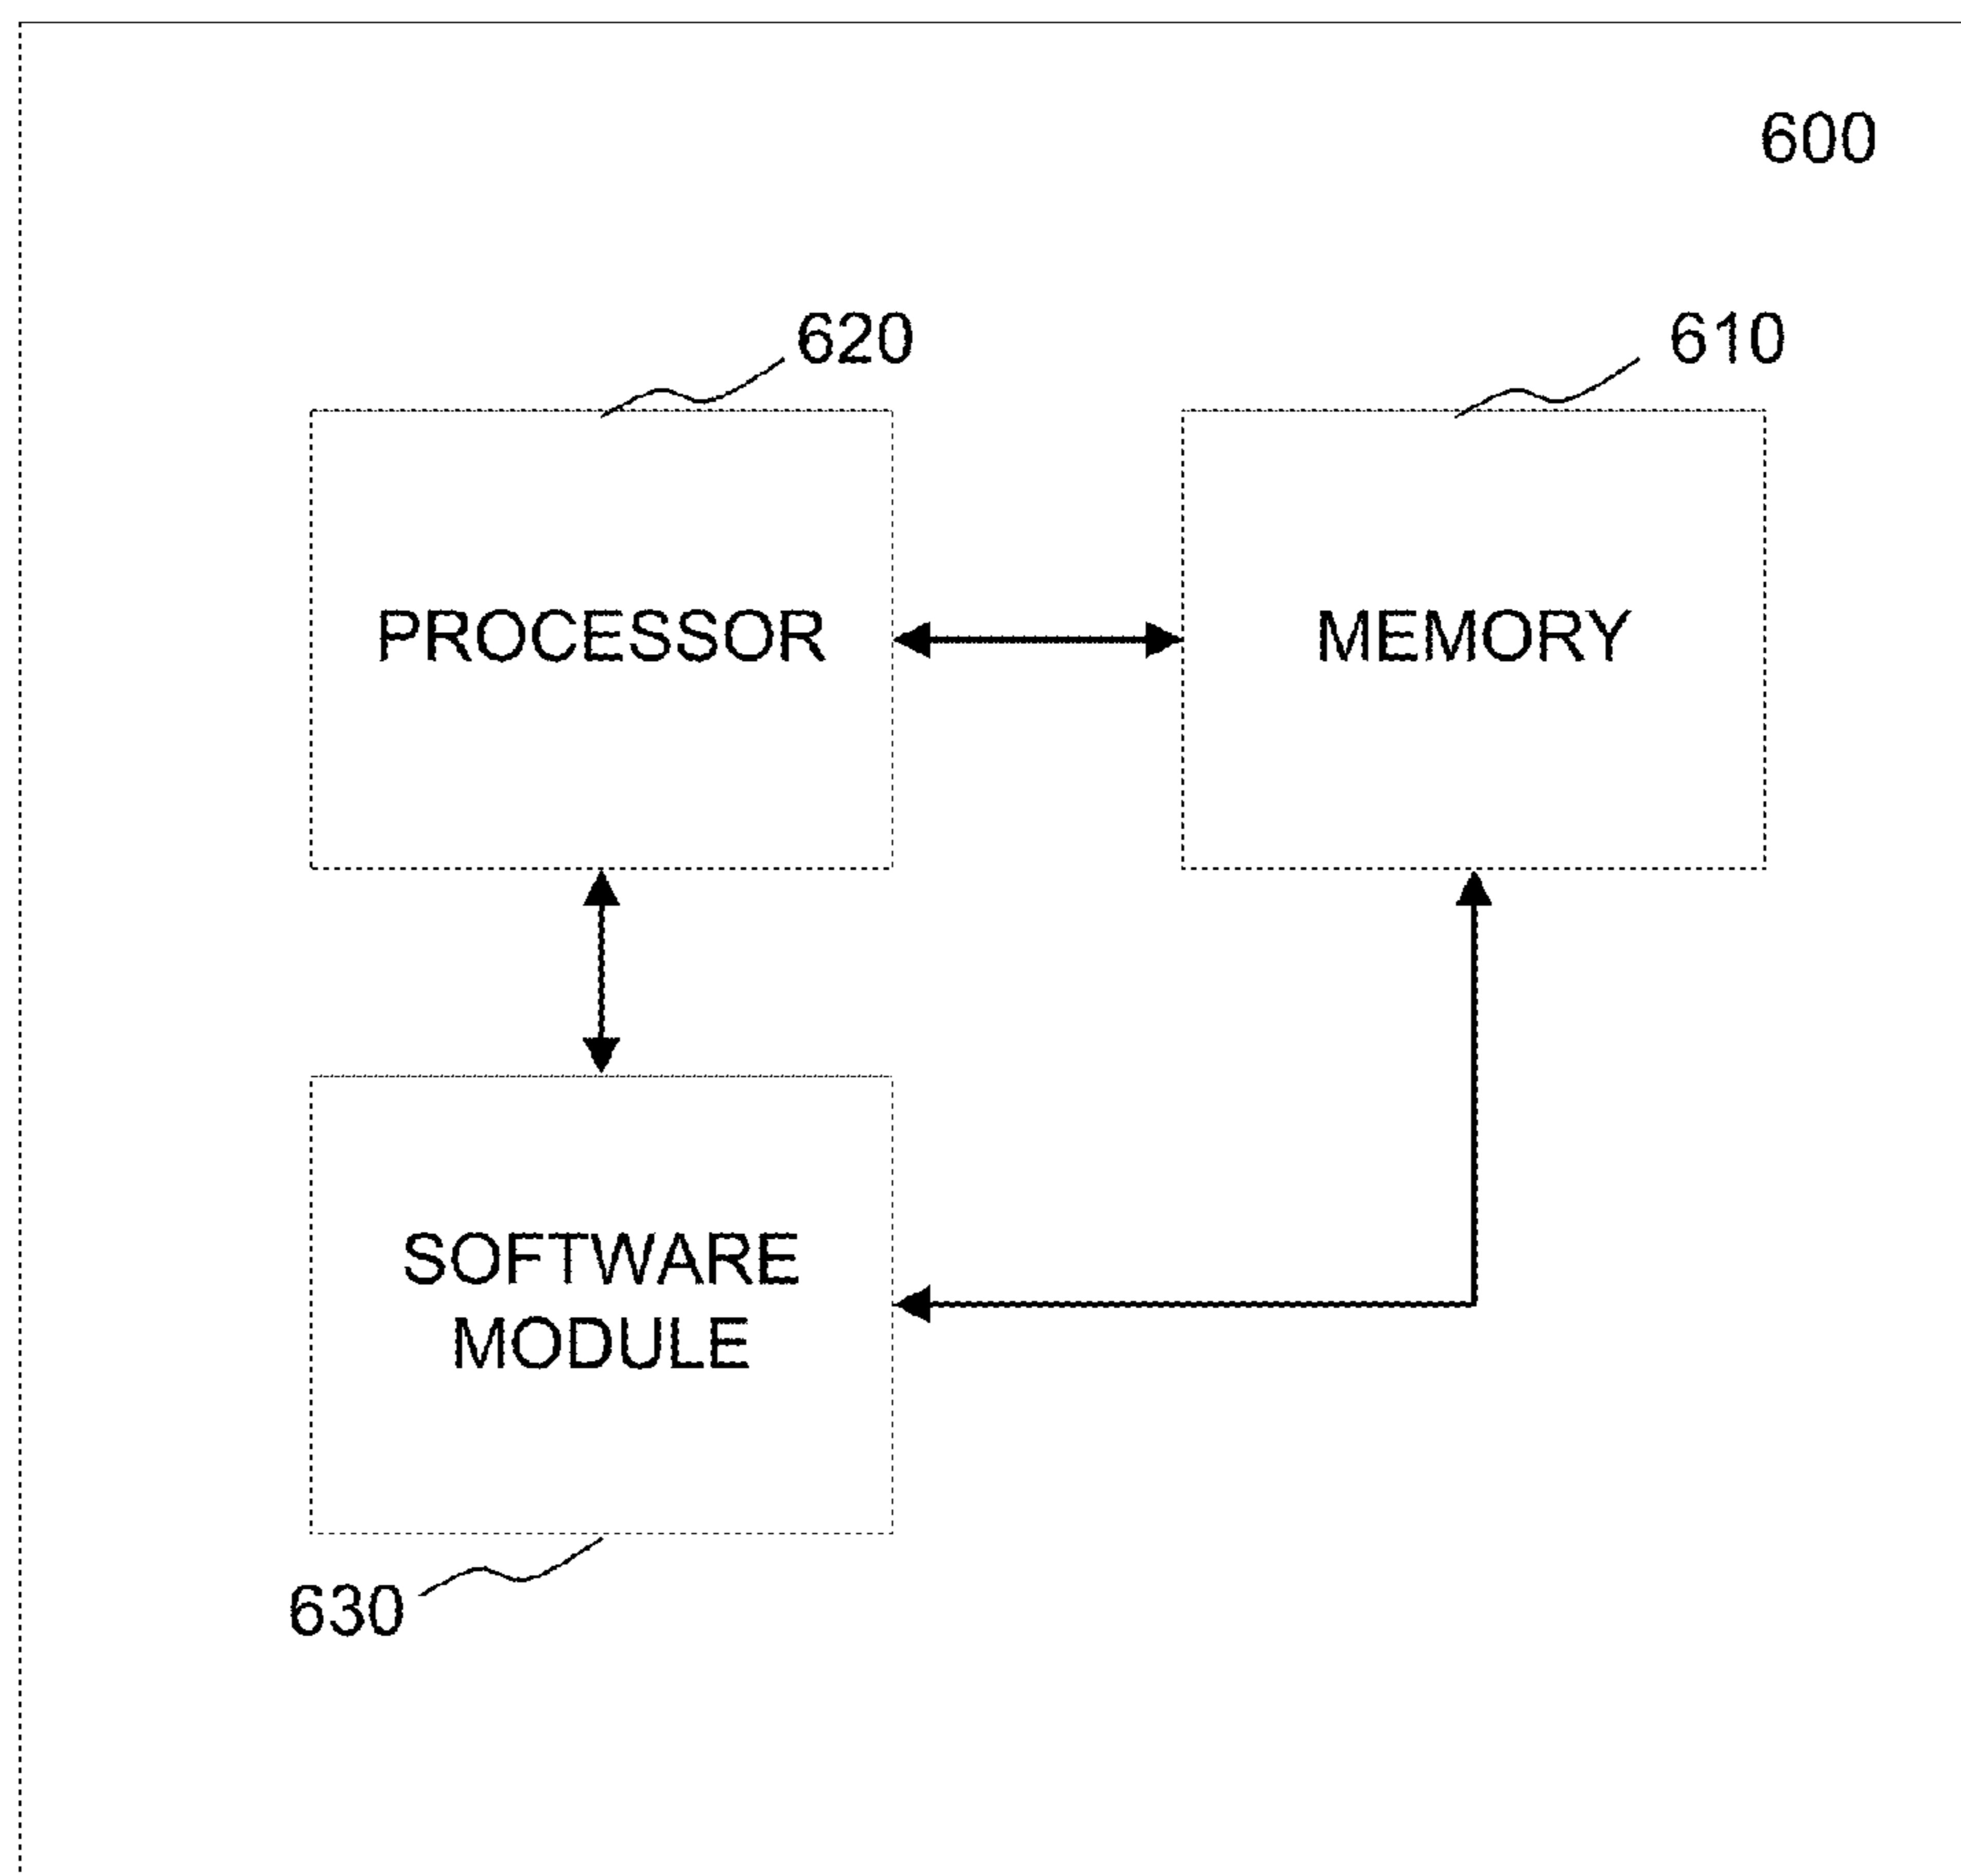 600
620
610
PROCESSOR
MEMORY
SOFTWARE
MODULE
630